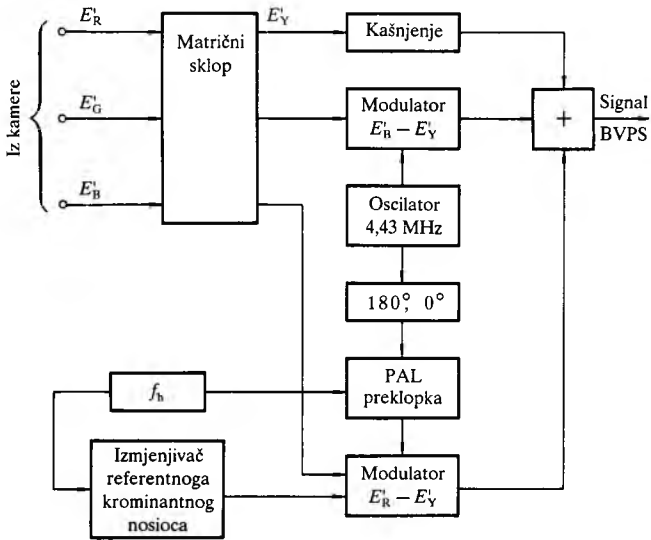 E'R
E'Y
Matrični
sklop
Kašnjenje
Iz kamere
E'G
Modulator
E'B – E'Y
+
Signal
BVPS
E'B
Oscilator
4,43 MHz
180°, 0°
fh
PAL
preklopka
Izmjenjivač
referentnoga
krominantnog
nosioca
Modulator
E'R – E'Y